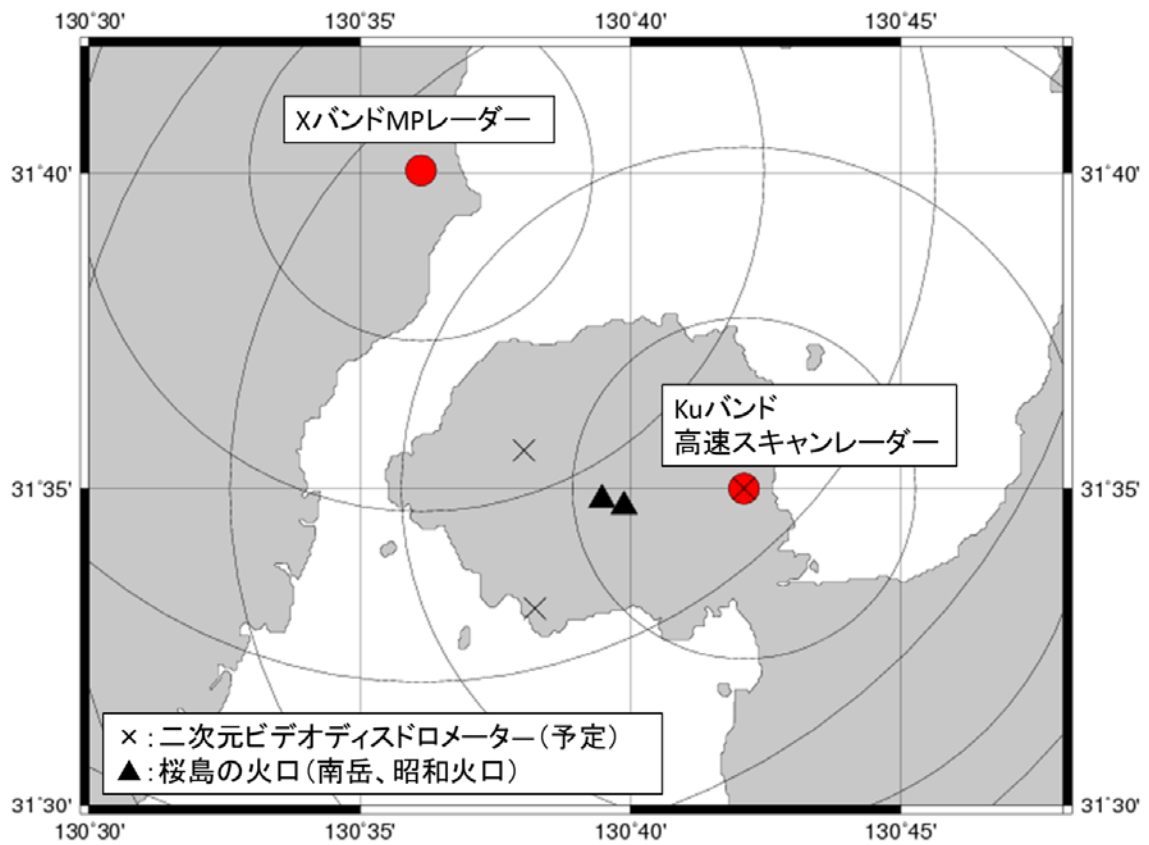 130˚30' 130˚35' 130˚40' 130˚45'
XバンドMPレーダー
31˚40' 31˚40'
Kuバンド
高速スキャンレーダー
31˚35' 31˚35'
×:二次元ビデオディスドロメーター(予定)
▲:桜島の火口(南岳、昭和火口)
31˚30' 31˚30'
130˚30' 130˚35' 130˚40' 130˚45'